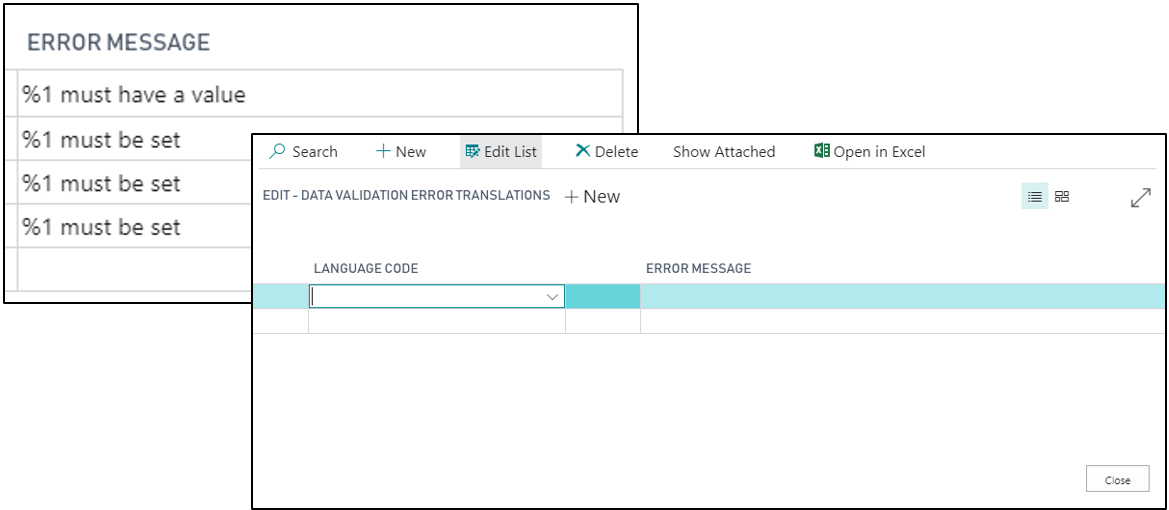 ERROR MESSAGE
%1 must have a value
%1 must be set
%1 must be set
%1 must be set
Search New Edit List Delete Show Attached Open in Excel
EDIT - DATA VALIDATION ERROR TRANSLATIONS + New
LANGUAGE CODE ERROR MESSAGE
Close